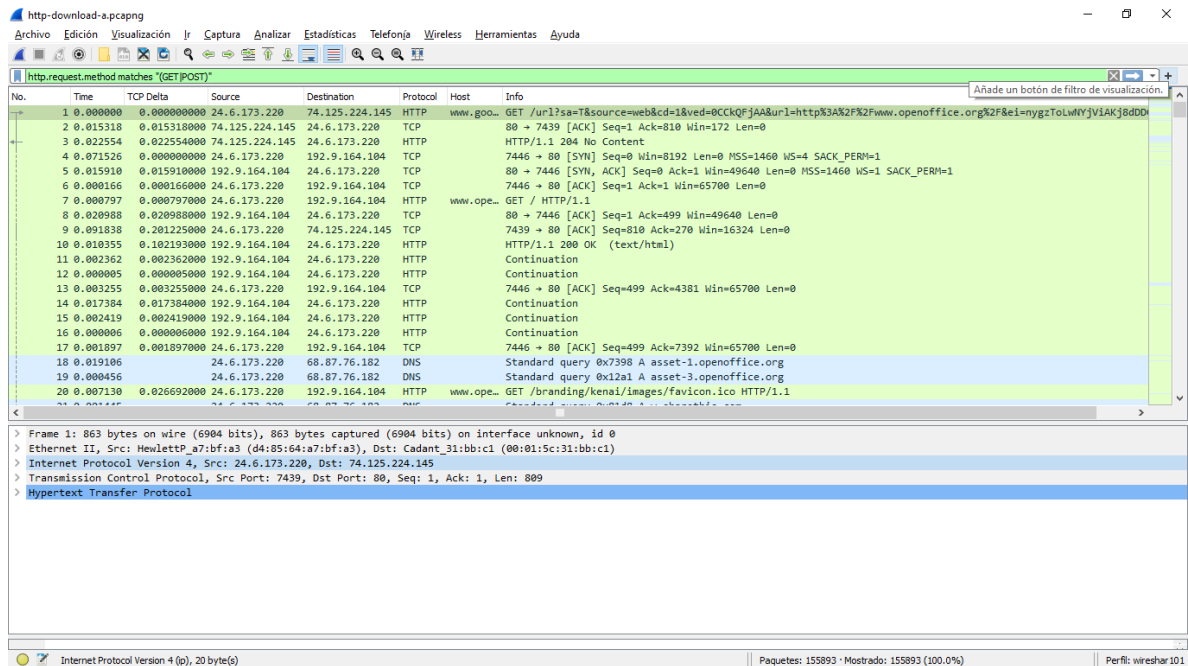 http-download-a.pcapng
Archivo Edición Visualización Ir Captura Analizar Estadísticas Telefonía Wireless Herramientas Ayuda
http.request.method matches "(GET|POST)"
Añade un botón de filtro de visualización.
No. Time TCP Delta Source Destination Protocol Host Info
1 0.000000 0.000000000 24.6.173.220 74.125.224.145 HTTP www.goo… GET /url?sa=T&source=web&cd=1&ved=0CCkQFjAA&url=http%3A%2F%2Fwww.openoffice.org%2F&ei=nygzToLwNYjViAKj8dDD
2 0.015318 0.015318000 74.125.224.145 24.6.173.220 TCP 80 → 7439 [ACK] Seq=1 Ack=810 Win=172 Len=0
3 0.022554 0.022554000 74.125.224.145 24.6.173.220 HTTP HTTP/1.1 204 No Content
4 0.071526 0.000000000 24.6.173.220 192.9.164.104 TCP 7446 → 80 [SYN] Seq=0 Win=8192 Len=0 MSS=1460 WS=4 SACK_PERM=1
5 0.015910 0.015910000 192.9.164.104 24.6.173.220 TCP 80 → 7446 [SYN, ACK] Seq=0 Ack=1 Win=49640 Len=0 MSS=1460 WS=1 SACK_PERM=1
6 0.000166 0.000166000 24.6.173.220 192.9.164.104 TCP 7446 → 80 [ACK] Seq=1 Ack=1 Win=65700 Len=0
7 0.000797 0.000797000 24.6.173.220 192.9.164.104 HTTP www.ope… GET / HTTP/1.1
8 0.020988 0.020988000 192.9.164.104 24.6.173.220 TCP 80 → 7446 [ACK] Seq=1 Ack=499 Win=49640 Len=0
9 0.091838 0.201225000 24.6.173.220 74.125.224.145 TCP 7439 → 80 [ACK] Seq=810 Ack=270 Win=16324 Len=0
10 0.010355 0.102193000 192.9.164.104 24.6.173.220 HTTP HTTP/1.1 200 OK (text/html)
11 0.002362 0.002362000 192.9.164.104 24.6.173.220 HTTP Continuation
12 0.000005 0.000005000 192.9.164.104 24.6.173.220 HTTP Continuation
13 0.003255 0.003255000 24.6.173.220 192.9.164.104 TCP 7446 → 80 [ACK] Seq=499 Ack=4381 Win=65700 Len=0
14 0.017384 0.017384000 192.9.164.104 24.6.173.220 HTTP Continuation
15 0.002419 0.002419000 192.9.164.104 24.6.173.220 HTTP Continuation
16 0.000006 0.000006000 192.9.164.104 24.6.173.220 HTTP Continuation
17 0.001897 0.001897000 24.6.173.220 192.9.164.104 TCP 7446 → 80 [ACK] Seq=499 Ack=7392 Win=65700 Len=0
18 0.019106 24.6.173.220 68.87.76.182 DNS Standard query 0x7398 A asset-1.openoffice.org
19 0.000456 24.6.173.220 68.87.76.182 DNS Standard query 0x12a1 A asset-3.openoffice.org
20 0.007130 0.026692000 24.6.173.220 192.9.164.104 HTTP www.ope… GET /branding/kenai/images/favicon.ico HTTP/1.1
Frame 1: 863 bytes on wire (6904 bits), 863 bytes captured (6904 bits) on interface unknown, id 0
Ethernet II, Src: HewlettP_a7:bf:a3 (d4:85:64:a7:bf:a3), Dst: Cadant_31:bb:c1 (00:01:5c:31:bb:c1)
Internet Protocol Version 4, Src: 24.6.173.220, Dst: 74.125.224.145
Transmission Control Protocol, Src Port: 7439, Dst Port: 80, Seq: 1, Ack: 1, Len: 809
Hypertext Transfer Protocol
Internet Protocol Version 4 (ip), 20 byte(s) Paquetes: 155893 · Mostrado: 155893 (100.0%) Perfil: wireshar101